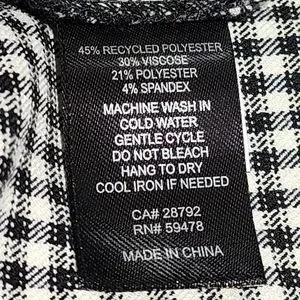 45% RECYCLED POLYESTER
30% VISCOSE
21% POLYESTER
4% SPANDEX
MACHINE WASH IN
COLD WATER
GENTLE CYCLE
DO NOT BLEACH
HANG TO DRY
COOL IRON IF NEEDED
CA# 28792
RN# 59478
MADE IN CHINA